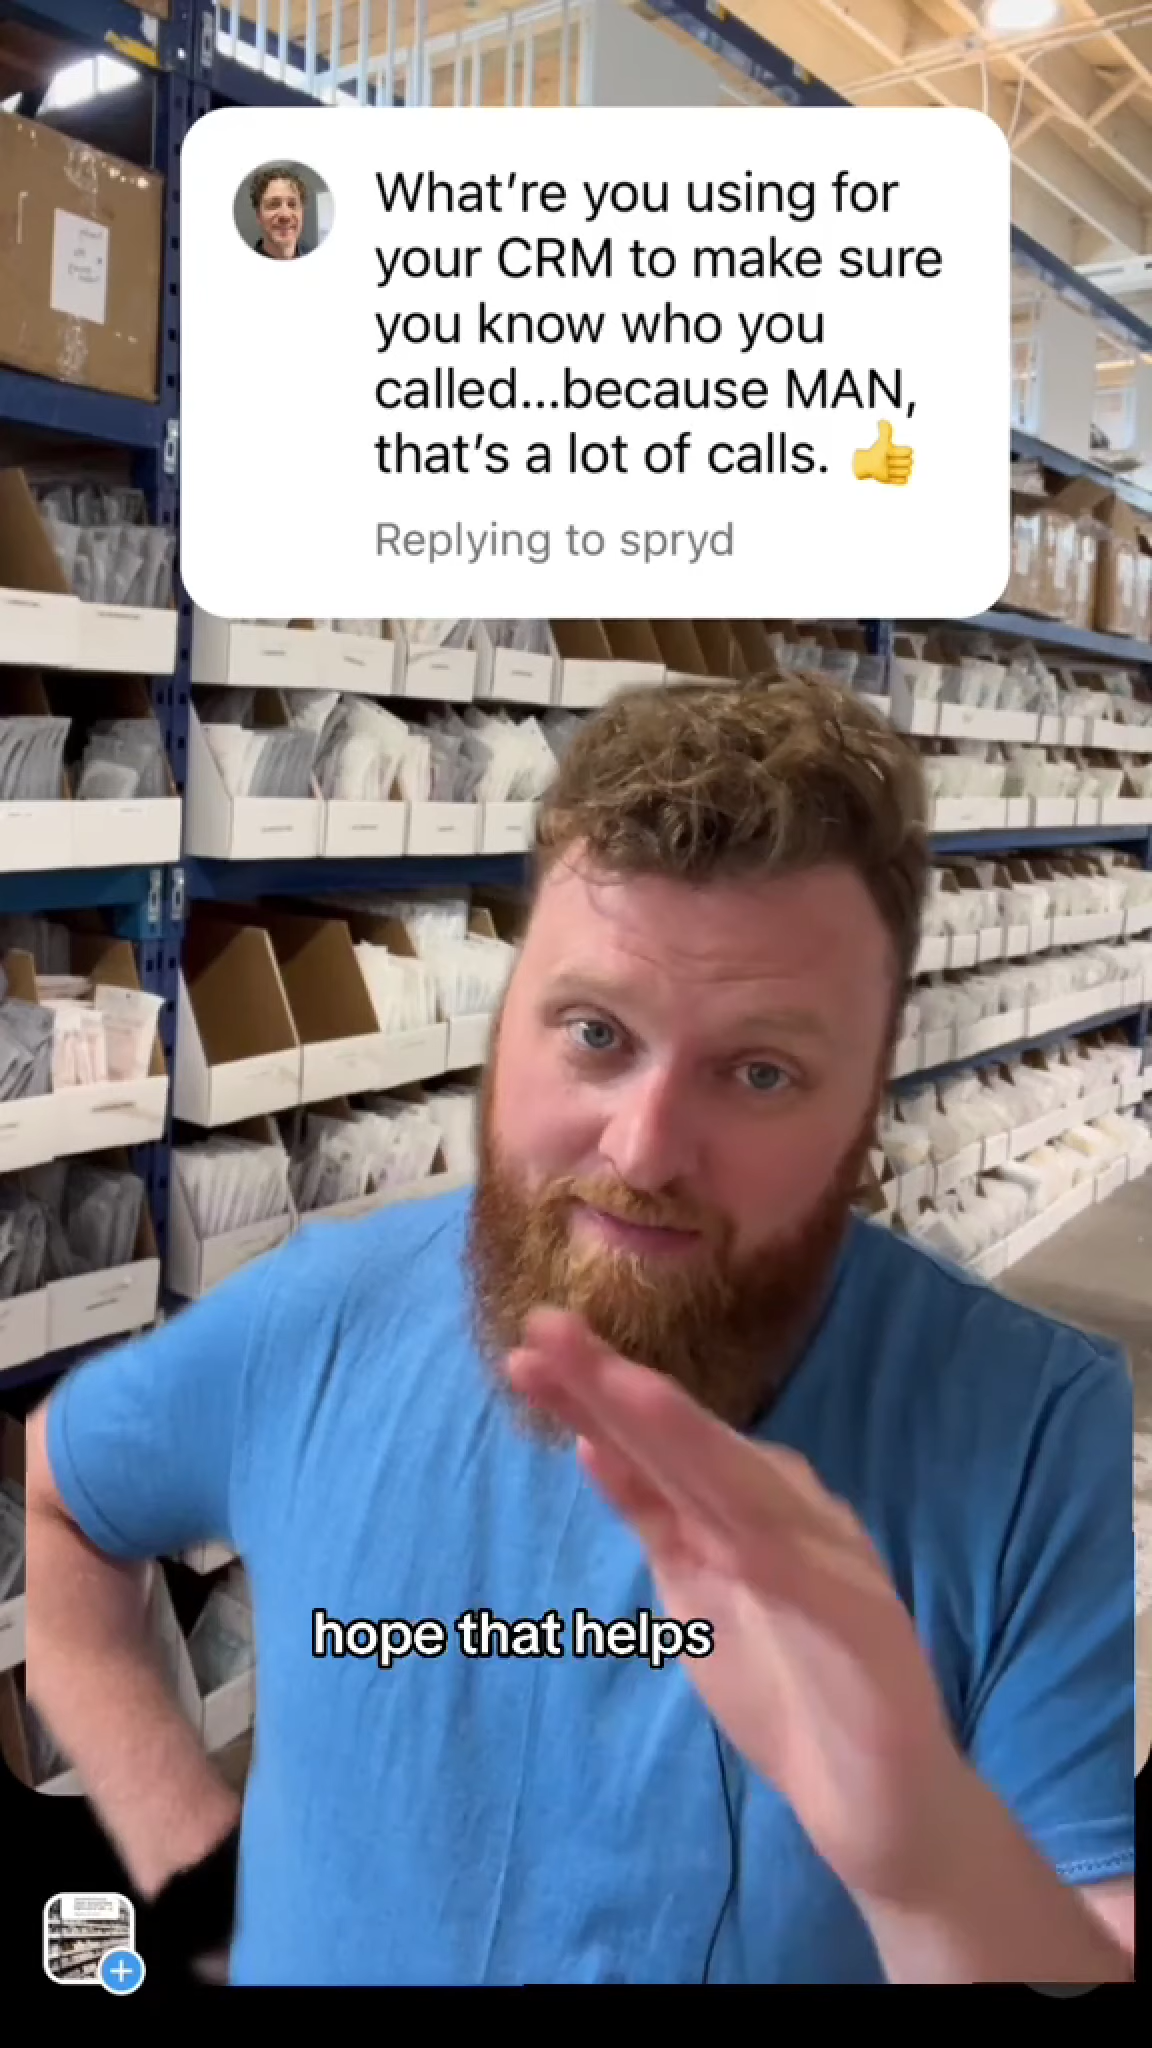 What're you using for
your CRM to make sure
you know who you
called...because MAN,
that's a lot of calls. 👍
Replying to spryd
hope that helps